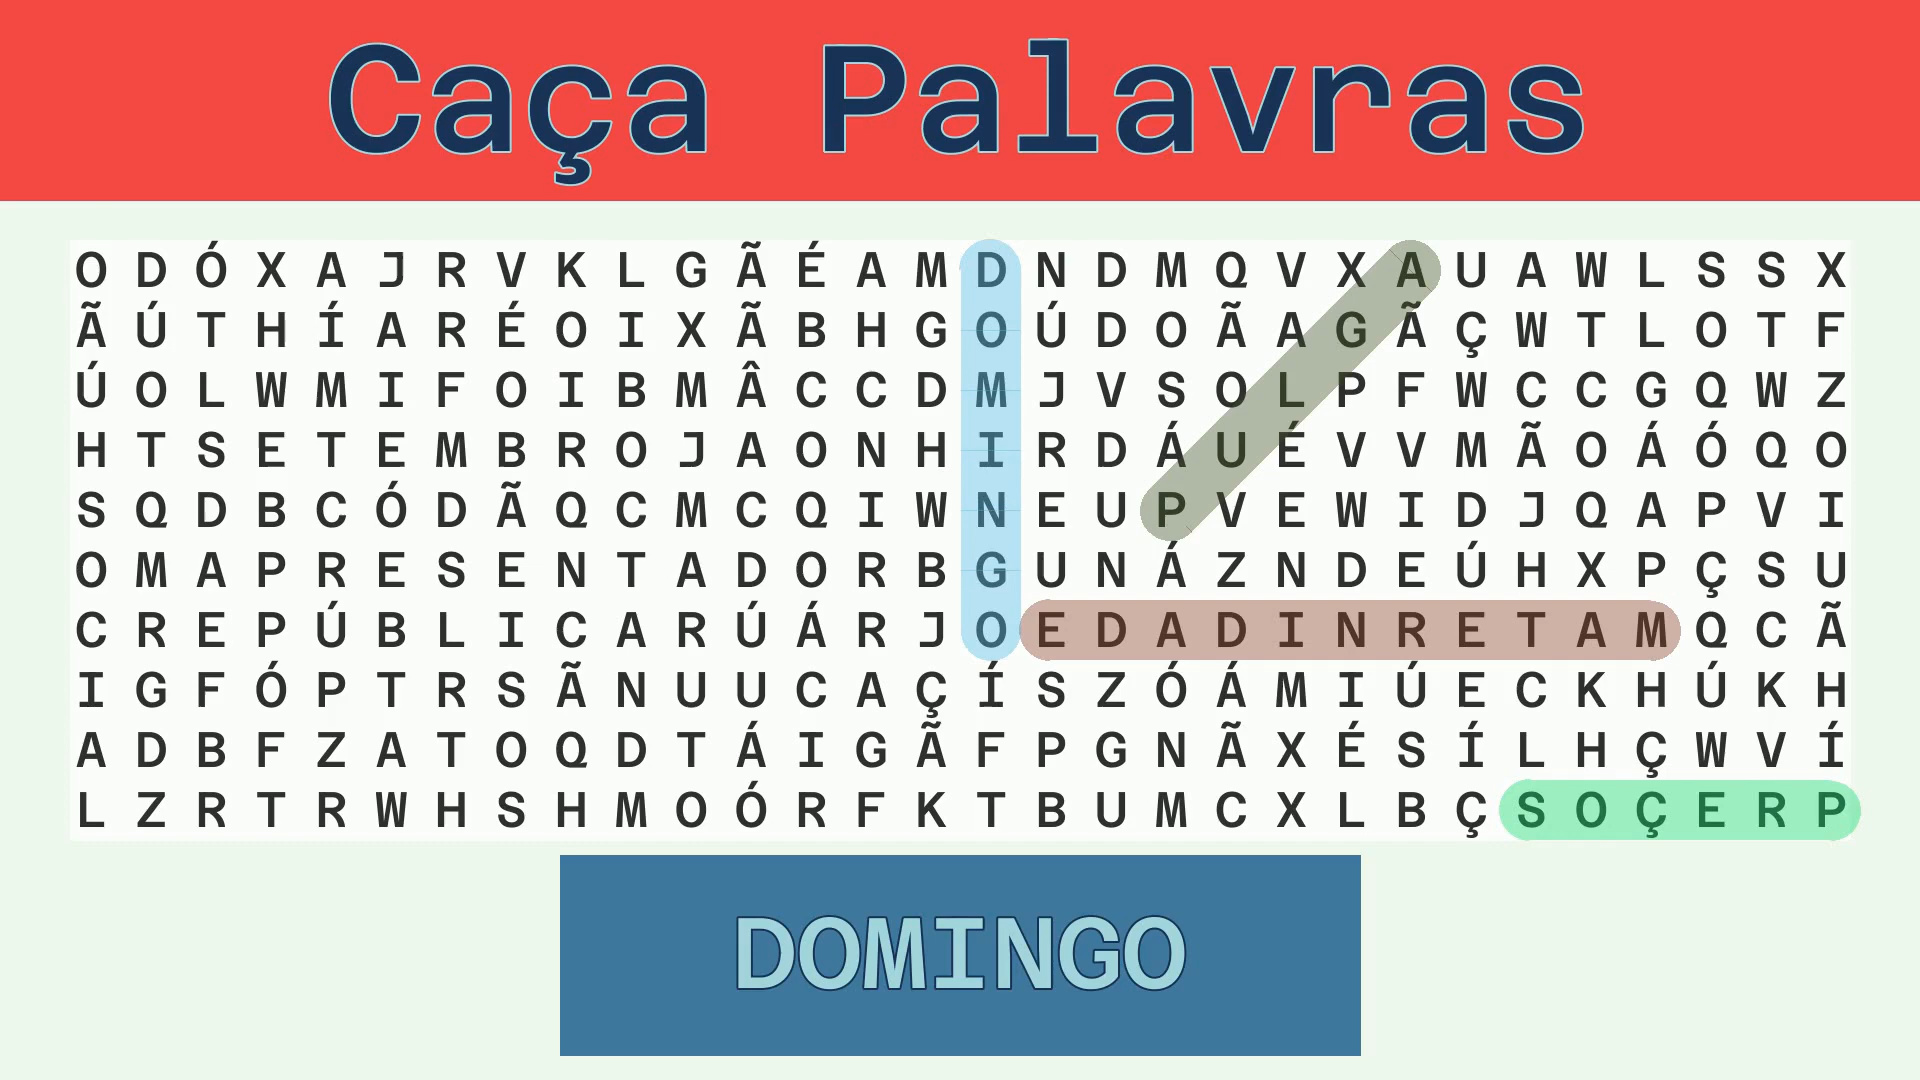 Caça Palavras
O D Ó X A J R V K L G Ã É A M D N D M Q V X A U A W L S S X
Ã Ú T H Í A R É O I X Ã B H G O Ú D O Ã A G Ã Ç W T L O T F
Ú O L W M I F O I B M Â C C D M J V S O L P F W C C G Q W Z
H T S E T E M B R O J A O N H I R D Á U É V V M Ã O Á Ó Q O
S Q D B C Ó D Ã Q C M C Q I W N E U P V E W I D J Q A P V I
O M A P R E S E N T A D O R B G U N Á Z N D E Ú H X P Ç S U
C R E P Ú B L I C A R Ú Á R J O E D A D I N R E T A M Q C Ã
I G F Ó P T R S Ã N U U C A Ç Í S Z Ó Á M I Ú E C K H Ú K H
A D B F Z A T O Q D T Á I G Ã F P G N Ã X É S Í L H Ç W V Í
L Z R T R W H S H M O Ó R F K T B U M C X L B Ç S O Ç E R P
DOMINGO